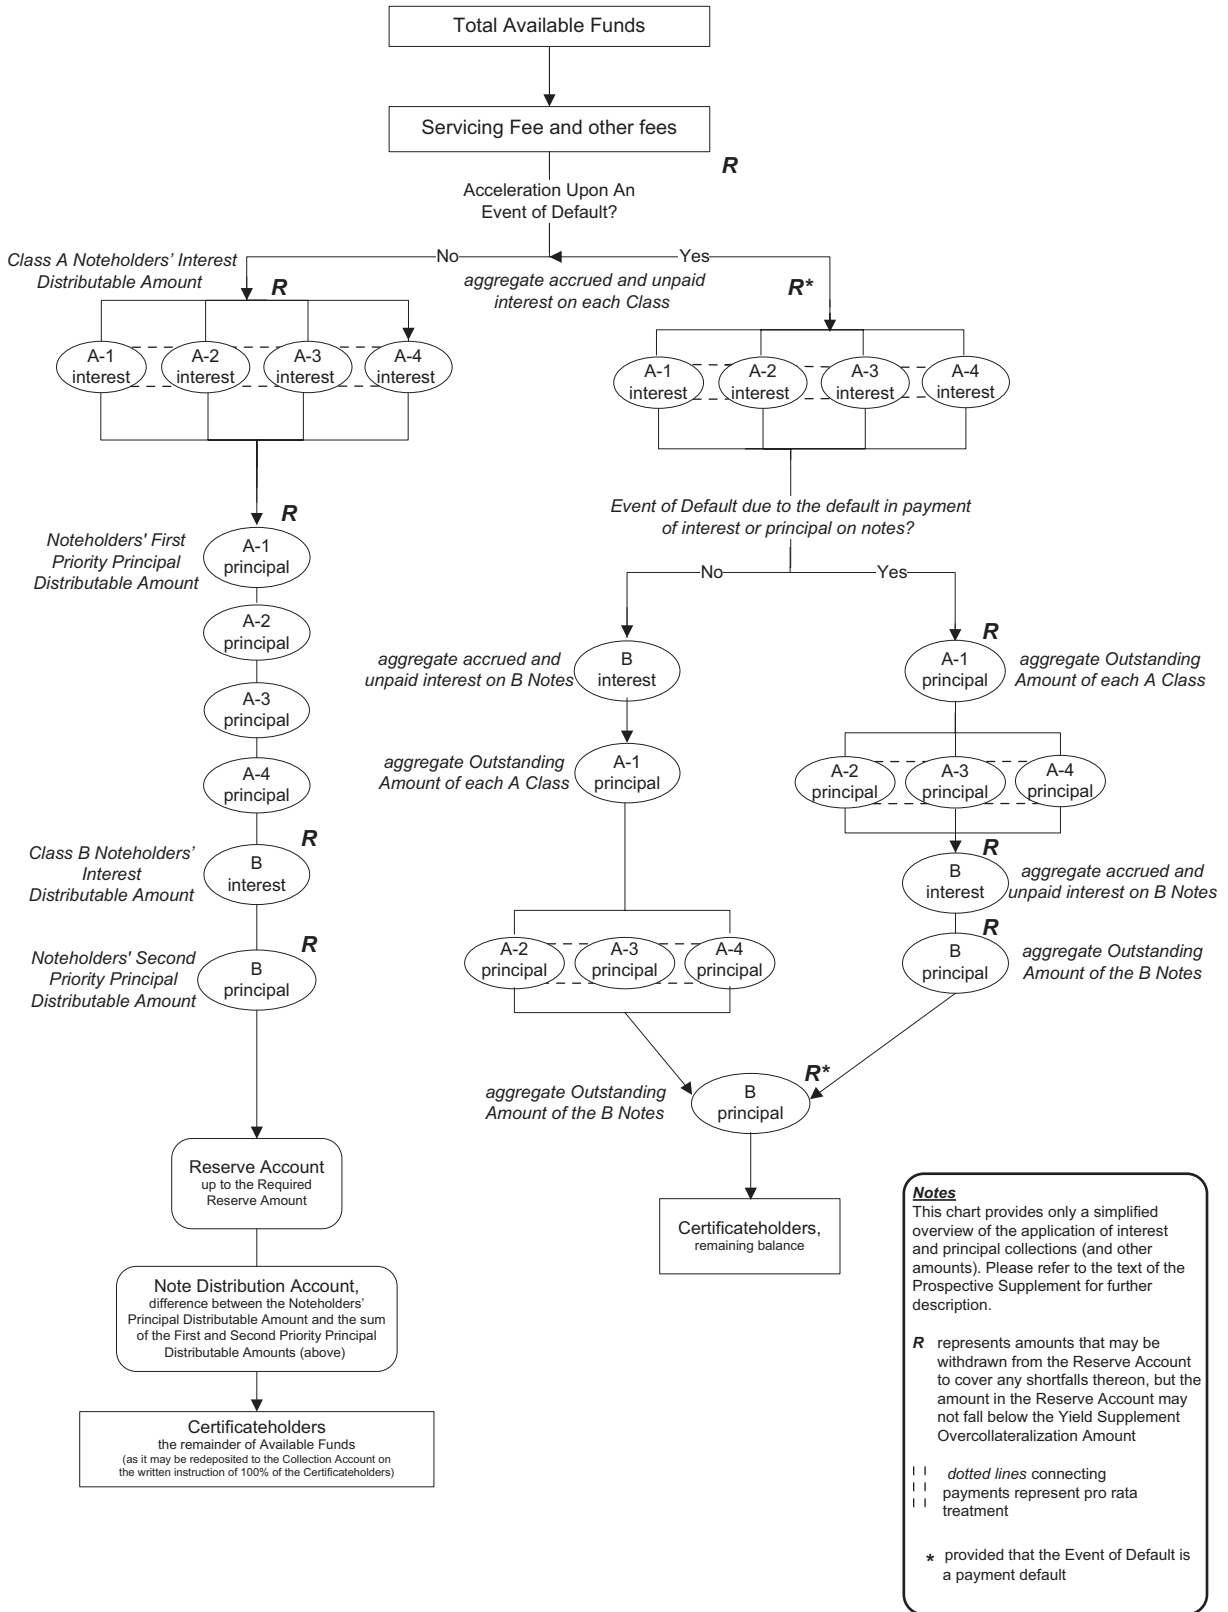 Total Available Funds
Servicing Fee and other fees
R
Acceleration Upon An
Event of Default?
No
Yes
Class A Noteholders' Interest
Distributable Amount
R
aggregate accrued and unpaid
interest on each Class
R*
A-1
interest
A-2
interest
A-3
interest
A-4
interest
A-1
interest
A-2
interest
A-3
interest
A-4
interest
Event of Default due to the default in payment
of interest or principal on notes?
No
Yes
R
Noteholders' First
Priority Principal
Distributable Amount
A-1
principal
A-2
principal
A-3
principal
A-4
principal
Class B Noteholders'
Interest
Distributable Amount
R
B
interest
Noteholders' Second
Priority Principal
Distributable Amount
R
B
principal
Reserve Account
up to the Required
Reserve Amount
Note Distribution Account,
difference between the Noteholders'
Principal Distributable Amount and the sum
of the First and Second Priority Principal
Distributable Amounts (above)
Certificateholders
the remainder of Available Funds
(as it may be redeposited to the Collection Account on
the written instruction of 100% of the Certificateholders)
aggregate accrued and
unpaid interest on B Notes
B
interest
aggregate Outstanding
Amount of each A Class
A-1
principal
A-2
principal
A-3
principal
A-4
principal
R
A-1
principal
aggregate Outstanding
Amount of each A Class
A-2
principal
A-3
principal
A-4
principal
R
B
interest
aggregate accrued and
unpaid interest on B Notes
R
B
principal
aggregate Outstanding
Amount of the B Notes
aggregate Outstanding
Amount of the B Notes
R*
B
principal
Certificateholders,
remaining balance
Notes
This chart provides only a simplified
overview of the application of interest
and principal collections (and other
amounts). Please refer to the text of the
Prospective Supplement for further
description.
R represents amounts that may be
withdrawn from the Reserve Account
to cover any shortfalls thereon, but the
amount in the Reserve Account may
not fall below the Yield Supplement
Overcollateralization Amount
dotted lines connecting
payments represent pro rata
treatment
* provided that the Event of Default is
a payment default